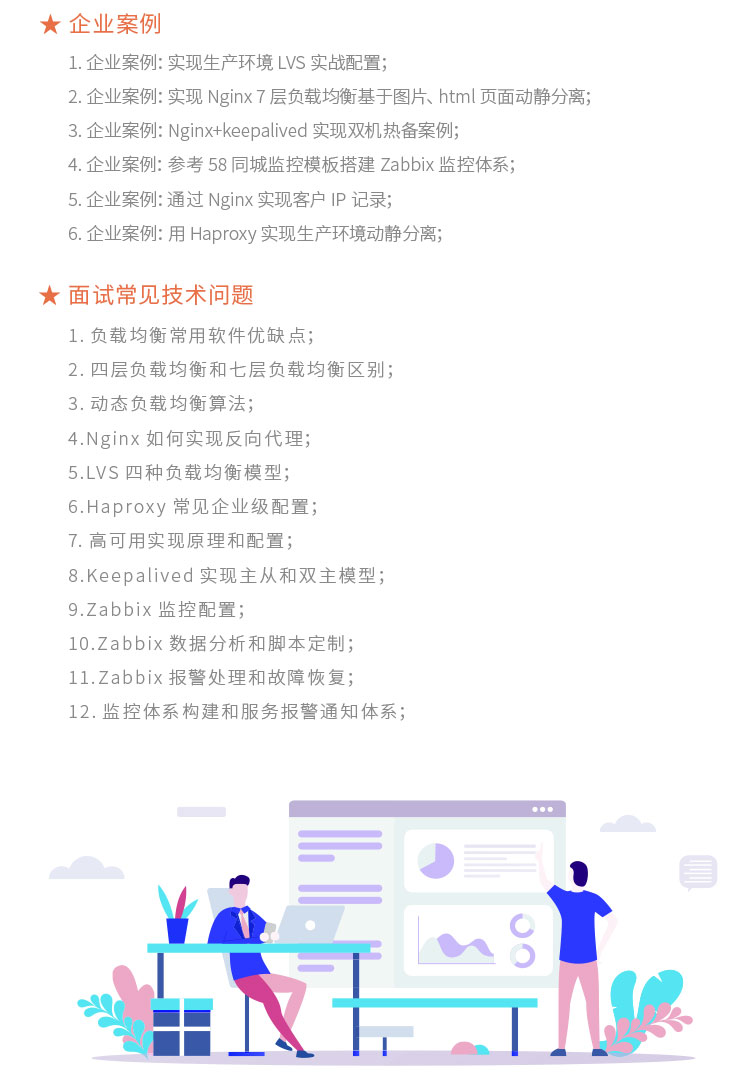 ★ 企业案例
1. 企业案例: 实现生产环境 LVS 实战配置;
2. 企业案例: 实现 Nginx 7 层负载均衡基于图片、html 页面动静分离;
3. 企业案例: Nginx+keepalived 实现双机热备案例;
4. 企业案例: 参考 58 同城监控模板搭建 Zabbix 监控体系;
5. 企业案例: 通过 Nginx 实现客户 IP 记录;
6. 企业案例: 用 Haproxy 实现生产环境动静分离;
★ 面试常见技术问题
1. 负载均衡常用软件优缺点;
2. 四层负载均衡和七层负载均衡区别;
3. 动态负载均衡算法;
4.Nginx 如何实现反向代理;
5.LVS 四种负载均衡模型;
6.Haproxy 常见企业级配置;
7. 高可用实现原理和配置;
8.Keepalived 实现主从和双主模型;
9.Zabbix 监控配置;
10.Zabbix 数据分析和脚本定制;
11.Zabbix 报警处理和故障恢复;
12. 监控体系构建和服务报警通知体系;